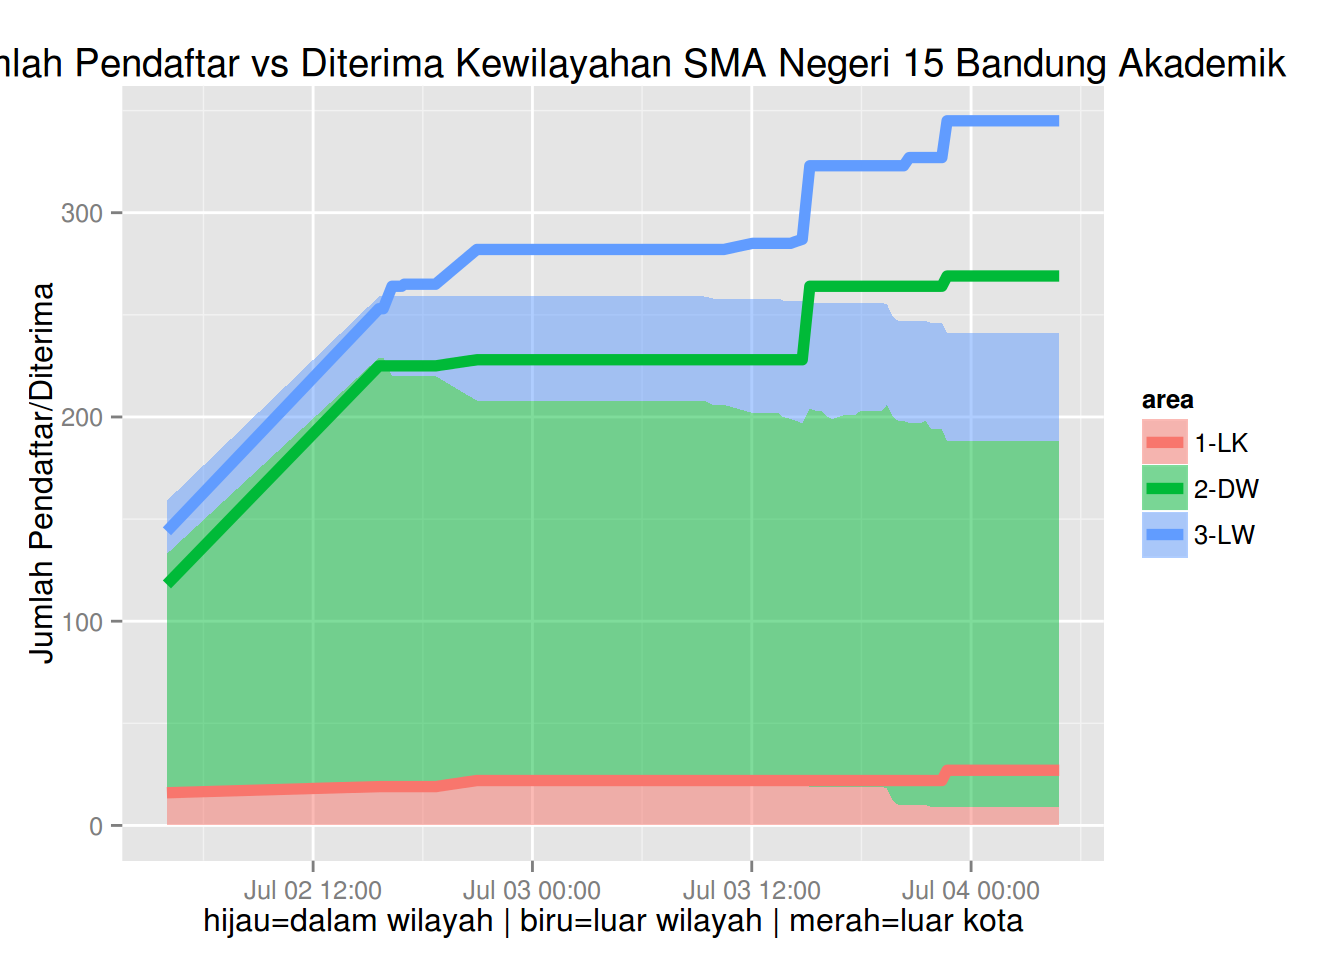 mlah Pendaftar vs Diterima Kewilayahan SMA Negeri 15 Bandung Akademik
Jumlah Pendaftar/Diterima
300
200
100
0
Jul 02 12:00
Jul 03 00:00
Jul 03 12:00
Jul 04 00:00
hijau=dalam wilayah | biru=luar wilayah | merah=luar kota
area
1-LK
2-DW
3-LW